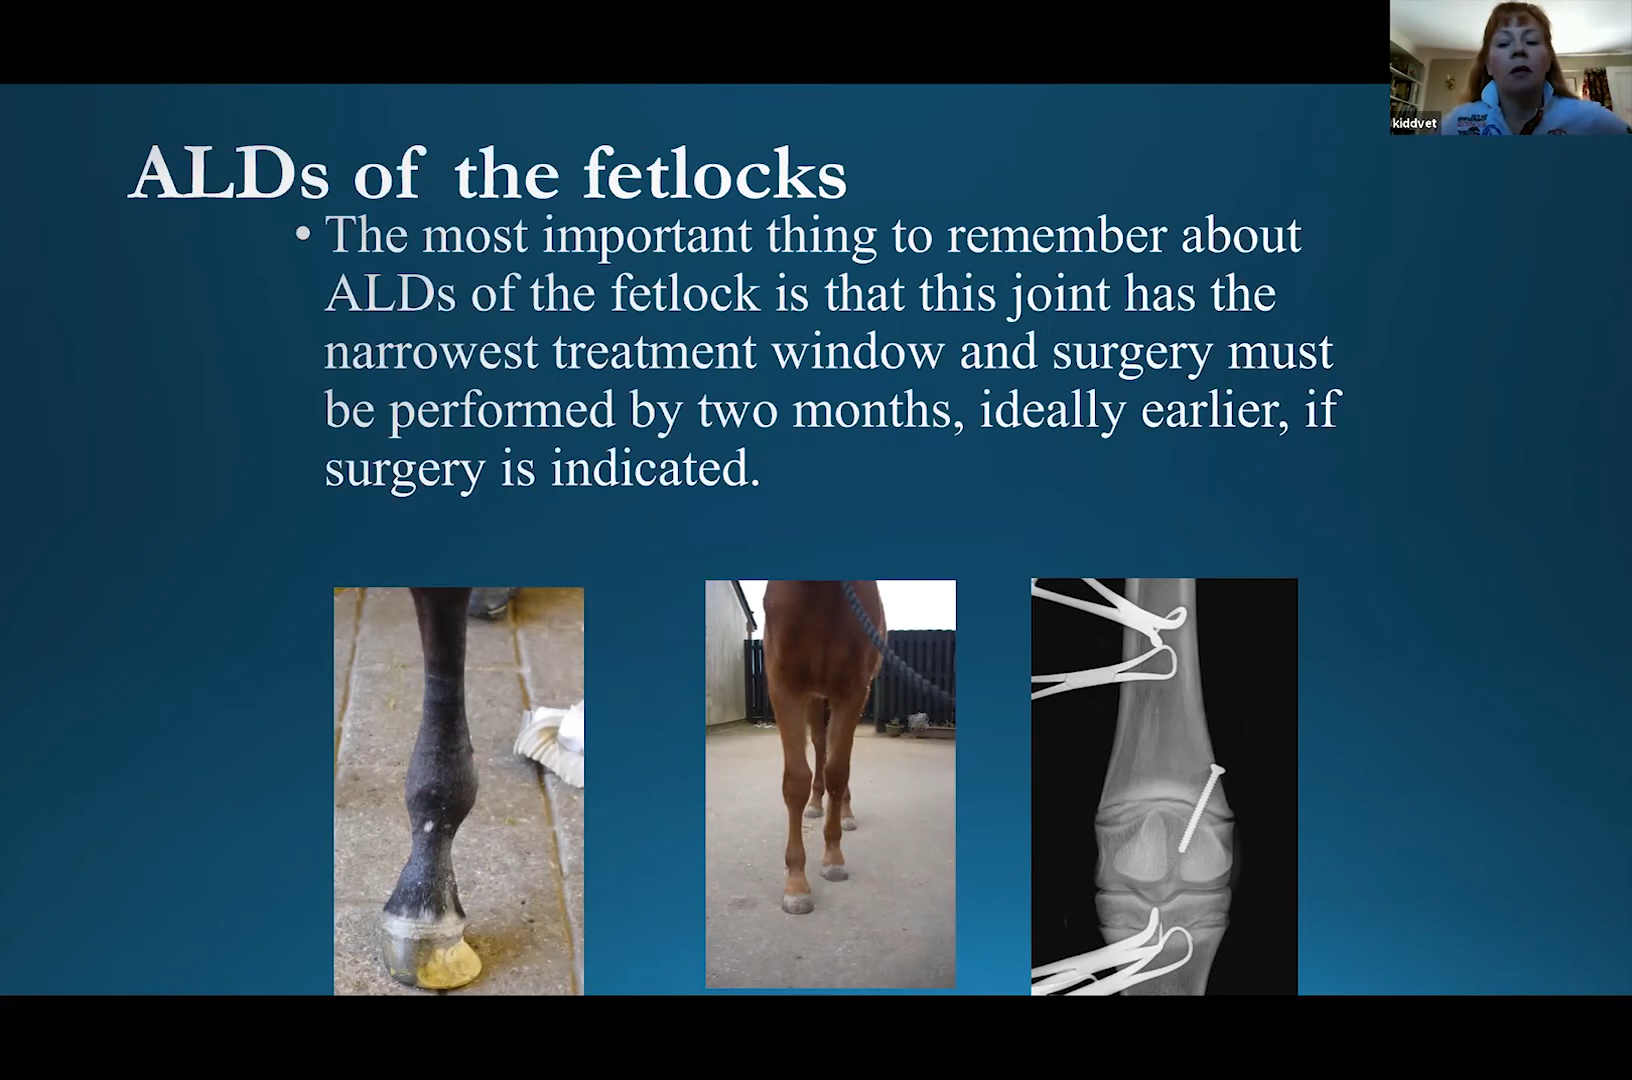 kiddvet
ALDs of the fetlocks
• The most important thing to remember about
ALDs of the fetlock is that this joint has the
narrowest treatment window and surgery must
be performed by two months, ideally earlier, if
surgery is indicated.